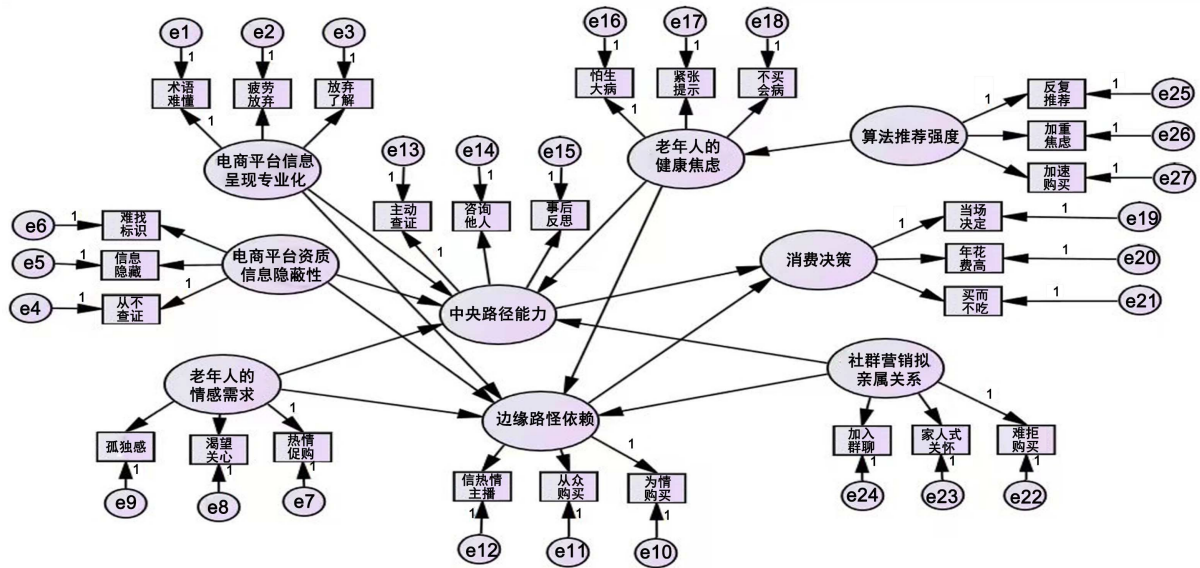 e1
e2
e3
1
1
1
术语
难懂
疲劳
放弃
放弃
了解
1
1
电商平台信息
呈现专业化
e16
e17
e18
1
1
1
怕生
大病
紧张
提示
不买
会病
1
老年人的
健康焦虑
算法推荐强度
1
反复
推荐
1
e25
加重
焦虑
1
e26
加速
购买
1
e27
e13
e14
e15
1
1
1
主动
查证
咨询
他人
事后
反思
1
中央路径能力
e6
1
难找
标识
e5
1
信息
隐藏
e4
1
从不
查证
1
电商平台资质
信息隐蔽性
消费决策
1
当场
决定
1
e19
年花
费高
1
e20
买而
不吃
1
e21
老年人的
情感需求
1
孤独感
渴望
关心
热情
促购
1
1
1
e9
e8
e7
边缘路怪依赖
1
信热情
主播
从众
购买
为情
购买
1
1
1
e12
e11
e10
社群营销拟
亲属关系
1
加入
群聊
家人式
关怀
难拒
购买
1
1
1
e24
e23
e22